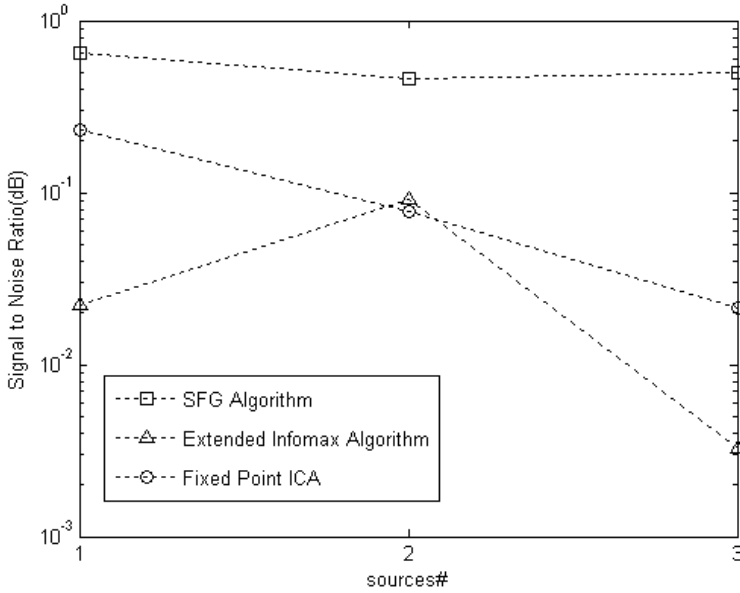 10^0
10^-1
10^-2
10^-3
Signal to Noise Ratio(dB)
SFG Algorithm
Extended Infomax Algorithm
Fixed Point ICA
1 2 3
sources#